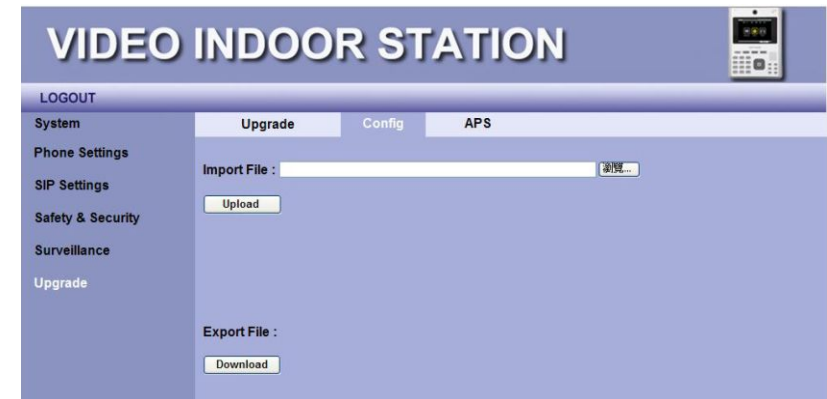 VIDEO INDOOR STATION
LOGOUT
System
Upgrade Config APS
Phone Settings
Import File : 瀏覽...
SIP Settings
Upload
Safety & Security
Surveillance
Upgrade
Export File :
Download